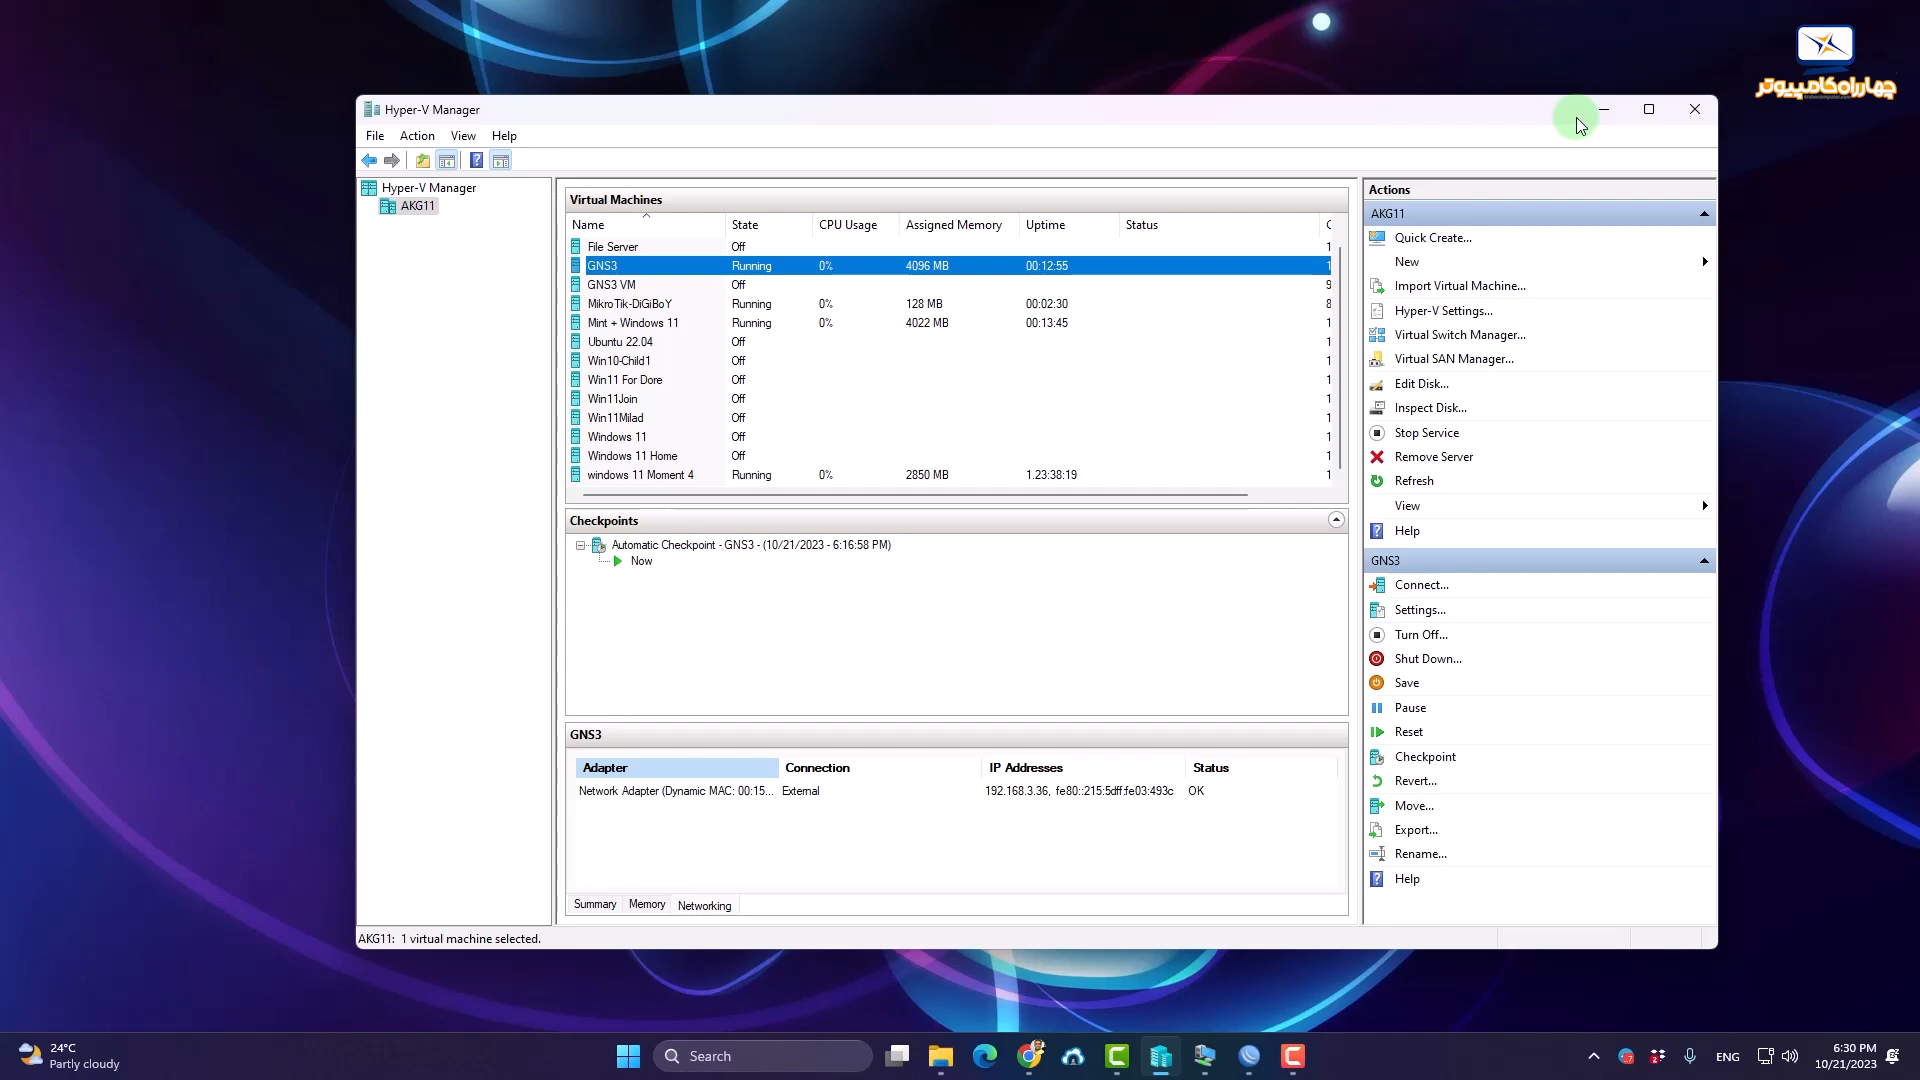 چهارراه کامپیوتر
Hyper-V Manager
File Action View Help
Hyper-V Manager
AKG11
Virtual Machines
Name State CPU Usage Assigned Memory Uptime Status
File Server Off
GNS3 Running 0% 4096 MB 00:12:55
GNS3 VM Off
MikroTik-DiGiBoY Running 0% 128 MB 00:02:30
Mint + Windows 11 Running 0% 4022 MB 00:13:45
Ubuntu 22.04 Off
Win10-Child1 Off
Win11 For Dore Off
Win11Join Off
Win11Milad Off
Windows 11 Off
Windows 11 Home Off
windows 11 Moment 4 Running 0% 2850 MB 1.23:38:19
Checkpoints
Automatic Checkpoint - GNS3 - (10/21/2023 - 6:16:58 PM)
Now
GNS3
Adapter Connection IP Addresses Status
Network Adapter (Dynamic MAC: 00:15... External 192.168.3.36, fe80::215:5dff:fe03:493c OK
Summary Memory Networking
Actions
AKG11
Quick Create...
New
Import Virtual Machine...
Hyper-V Settings...
Virtual Switch Manager...
Virtual SAN Manager...
Edit Disk...
Inspect Disk...
Stop Service
Remove Server
Refresh
View
Help
GNS3
Connect...
Settings...
Turn Off...
Shut Down...
Save
Pause
Reset
Checkpoint
Revert...
Move...
Export...
Rename...
Help
AKG11: 1 virtual machine selected.
24°C
Partly cloudy
Search
ENG
6:30 PM
10/21/2023